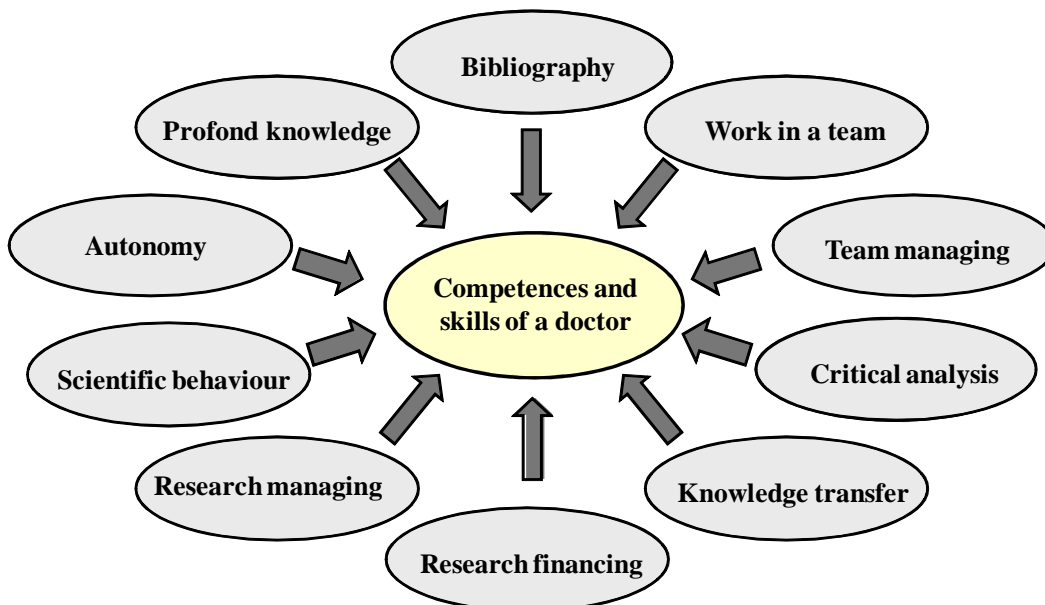 Bibliography
Profond knowledge
Work in a team
Autonomy
Team managing
Competences and
skills of a doctor
Scientific behaviour
Critical analysis
Research managing
Knowledge transfer
Research financing